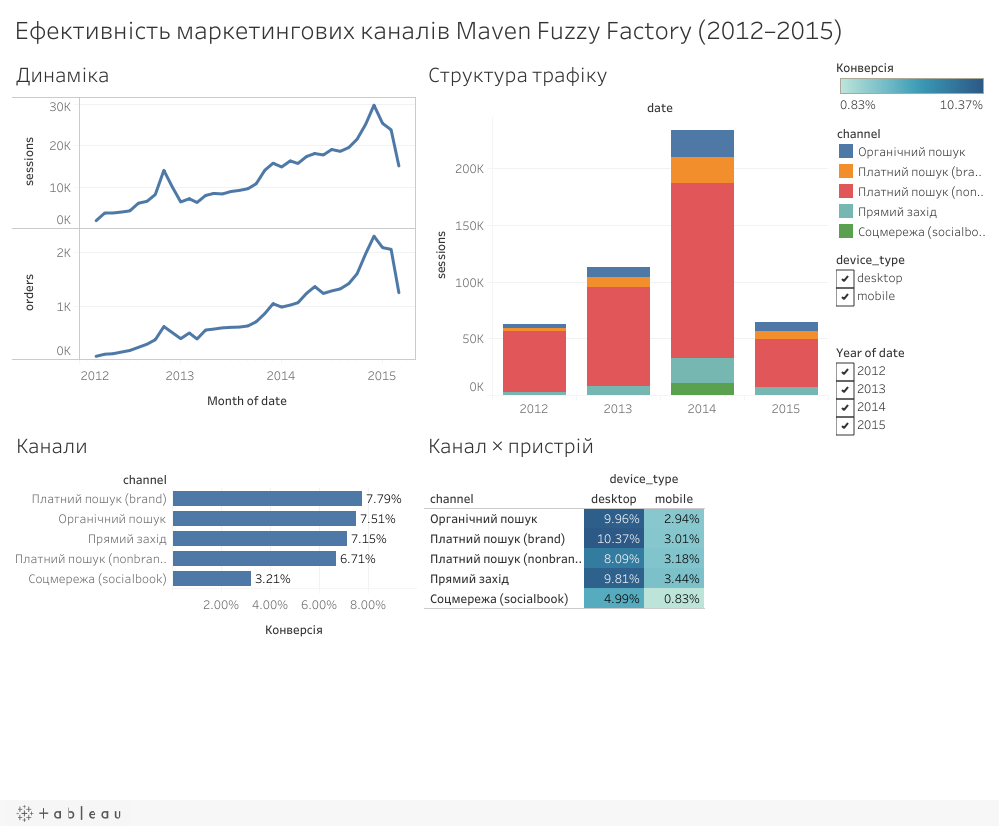 Ефективність маркетингових каналів Maven Fuzzy Factory (2012–2015)
Динаміка
30K
20K
10K
0K
sessions
2K
1K
0K
orders
2012 2013 2014 2015
Month of date
Структура трафіку
date
200K
150K
100K
50K
0K
sessions
2012 2013 2014 2015
Конверсія
0.83% 10.37%
channel
Органічний пошук
Платний пошук (bra..
Платний пошук (non..
Прямий захід
Соцмережа (socialbo..
device_type
desktop
mobile
Year of date
2012
2013
2014
2015
Канали
channel
Платний пошук (brand) 7.79%
Органічний пошук 7.51%
Прямий захід 7.15%
Платний пошук (nonbran.. 6.71%
Соцмережа (socialbook) 3.21%
2.00% 4.00% 6.00% 8.00%
Конверсія
Канал × пристрій
device_type
channel desktop mobile
Органічний пошук 9.96% 2.94%
Платний пошук (brand) 10.37% 3.01%
Платний пошук (nonbran.. 8.09% 3.18%
Прямий захід 9.81% 3.44%
Соцмережа (socialbook) 4.99% 0.83%
+ableau